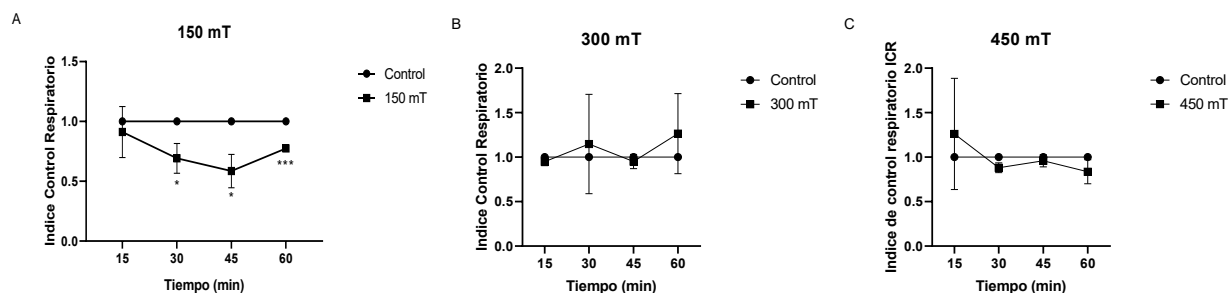 A
150 mT
Indice Control Respiratorio
1.5
1.0
0.5
0.0
*
*
***
15 30 45 60
Tiempo (min)
Control
150 mT
B
300 mT
Indice Control Respiratorio
2.0
1.5
1.0
0.5
0.0
15 30 45 60
Tiempo (min)
Control
300 mT
C
450 mT
Indice de control respiratorio ICR
2.0
1.5
1.0
0.5
0.0
15 30 45 60
Tiempo (min)
Control
450 mT